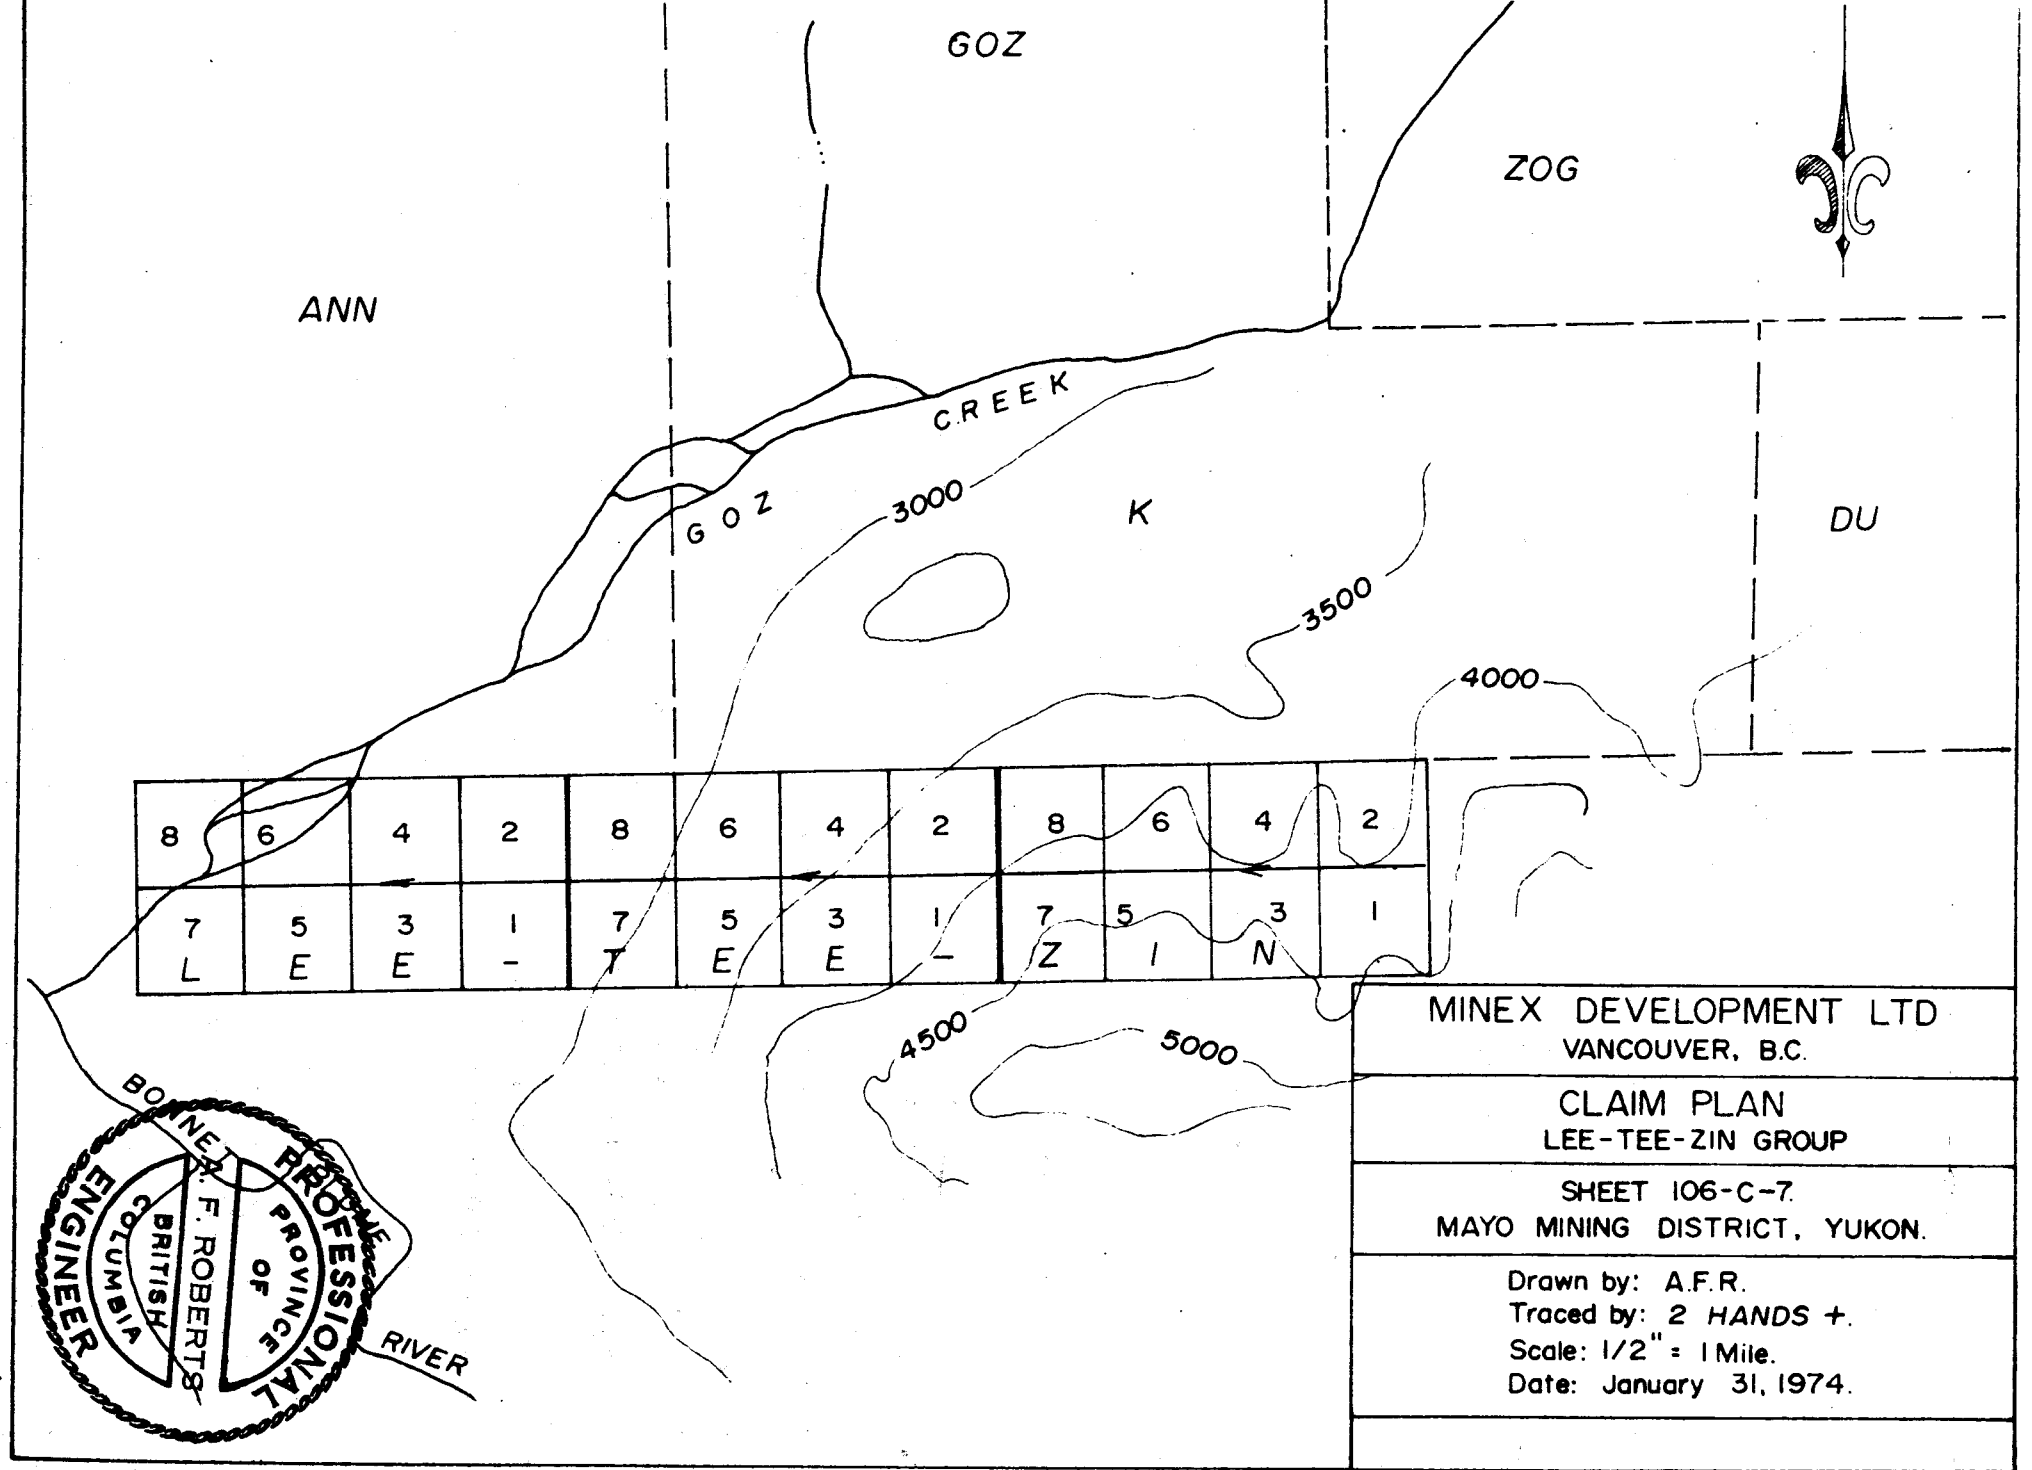 GOZ
ZOG
ANN
GOZ CREEK
3000
K
DU
3500
4000
8 6 4 2 8 6 4 2 8 6 4 2
7 5 3 1 7 5 3 1 7 5 3 1
L E E - T E E - Z I N
4500
5000
BONNET PLUME RIVER
PROFESSIONAL
ENGINEER
PROVINCE
OF
BRITISH
COLUMBIA
A. F. ROBERTS
MINEX DEVELOPMENT LTD
VANCOUVER, B.C.
CLAIM PLAN
LEE-TEE-ZIN GROUP
SHEET 106-C-7.
MAYO MINING DISTRICT, YUKON.
Drawn by: A.F.R.
Traced by: 2 HANDS +.
Scale: 1/2" = 1 Mile.
Date: January 31, 1974.